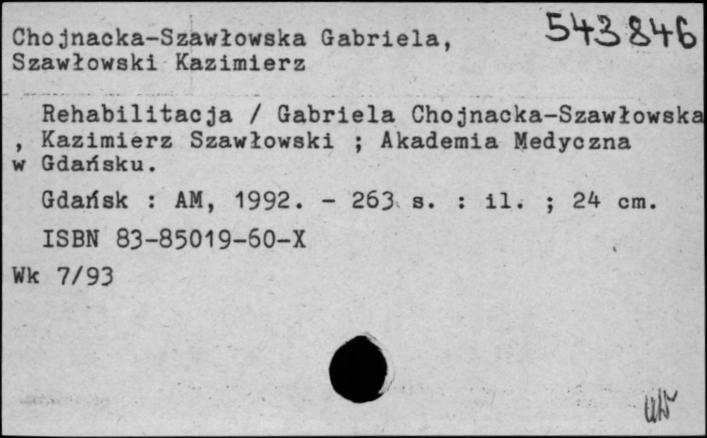 543846
Chojnacka-Szawłowska Gabriela,
Szawłowski Kazimierz
Rehabilitacja / Gabriela Chojnacka-Szawłowska
, Kazimierz Szawłowski ; Akademia Medyczna
w Gdańsku.
Gdańsk : AM, 1992. - 263 s. : il. ; 24 cm.
ISBN 83-85019-60-X
Wk 7/93